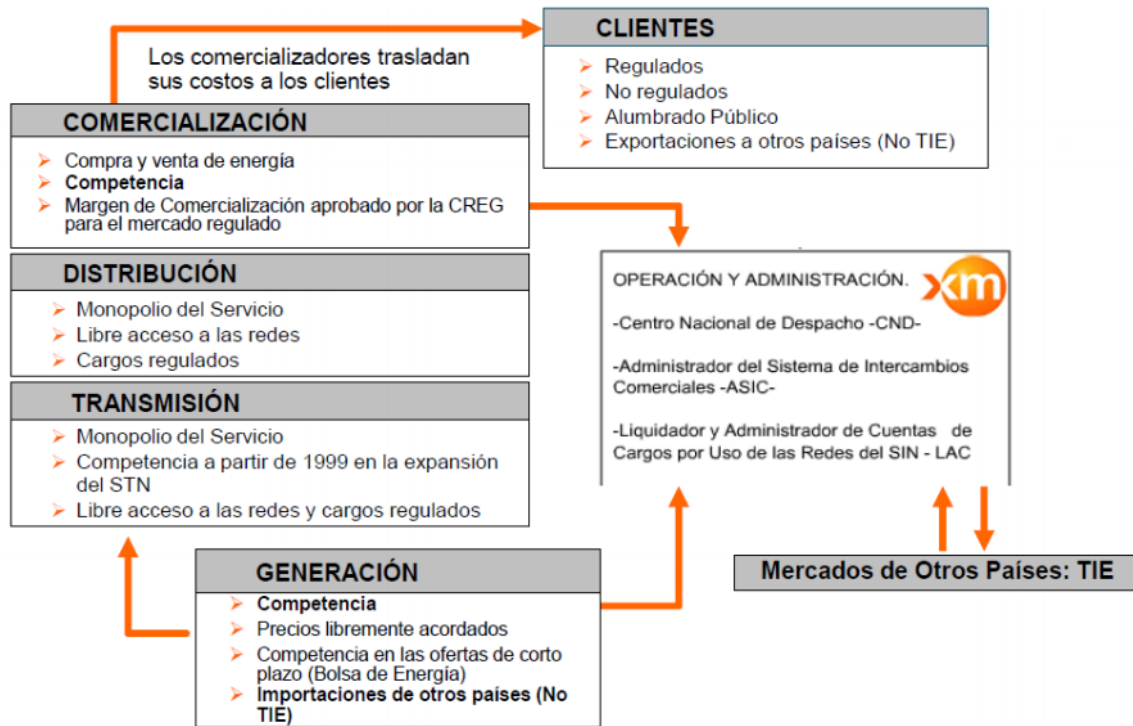 CLIENTES
Regulados
No regulados
Alumbrado Público
Exportaciones a otros países (No TIE)
Los comercializadores trasladan
sus costos a los clientes
COMERCIALIZACIÓN
Compra y venta de energía
Competencia
Margen de Comercialización aprobado por la CREG
para el mercado regulado
DISTRIBUCIÓN
Monopolio del Servicio
Libre acceso a las redes
Cargos regulados
TRANSMISIÓN
Monopolio del Servicio
Competencia a partir de 1999 en la expansión
del STN
Libre acceso a las redes y cargos regulados
OPERACIÓN Y ADMINISTRACIÓN.
xm
-Centro Nacional de Despacho -CND-
-Administrador del Sistema de Intercambios
Comerciales -ASIC-
-Liquidador y Administrador de Cuentas de
Cargos por Uso de las Redes del SIN - LAC
Mercados de Otros Países: TIE
GENERACIÓN
Competencia
Precios libremente acordados
Competencia en las ofertas de corto
plazo (Bolsa de Energía)
Importaciones de otros países (No
TIE)